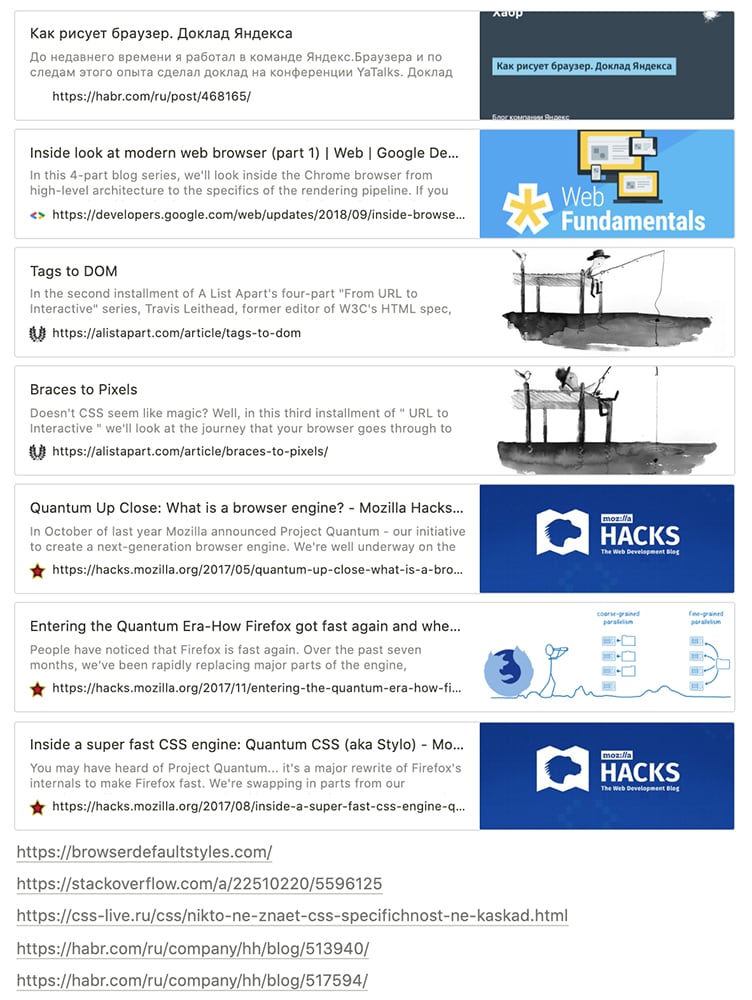 Как рисует браузер. Доклад Яндекса
До недавнего времени я работал в команде Яндекс.Браузера и по
следам этого опыта сделал доклад на конференции YaTalks. Доклад
https://habr.com/ru/post/468165/
Хабр
Как рисует браузер. Доклад Яндекса
Блог компании Яндекс
Inside look at modern web browser (part 1) | Web | Google De...
In this 4-part blog series, we'll look inside the Chrome browser from
high-level architecture to the specifics of the rendering pipeline. If you
https://developers.google.com/web/updates/2018/09/inside-browse...
Web
Fundamentals
Tags to DOM
In the second installment of A List Apart's four-part "From URL to
Interactive" series, Travis Leithead, former editor of W3C's HTML spec,
https://alistapart.com/article/tags-to-dom
Braces to Pixels
Doesn't CSS seem like magic? Well, in this third installment of " URL to
Interactive " we'll look at the journey that your browser goes through to
https://alistapart.com/article/braces-to-pixels/
Quantum Up Close: What is a browser engine? - Mozilla Hacks...
In October of last year Mozilla announced Project Quantum - our initiative
to create a next-generation browser engine. We're well underway on the
https://hacks.mozilla.org/2017/05/quantum-up-close-what-is-a-bro...
moz://a
HACKS
The Web Development Blog
Entering the Quantum Era-How Firefox got fast again and whe...
People have noticed that Firefox is fast again. Over the past seven
months, we've been rapidly replacing major parts of the engine,
https://hacks.mozilla.org/2017/11/entering-the-quantum-era-how-fi...
coarse-grained
parallelism
fine-grained
parallelism
Inside a super fast CSS engine: Quantum CSS (aka Stylo) - Mo...
You may have heard of Project Quantum... it's a major rewrite of Firefox's
internals to make Firefox fast. We're swapping in parts from our
https://hacks.mozilla.org/2017/08/inside-a-super-fast-css-engine-q...
moz://a
HACKS
The Web Development Blog
https://browserdefaultstyles.com/
https://stackoverflow.com/a/22510220/5596125
https://css-live.ru/css/nikto-ne-znaet-css-specifichnost-ne-kaskad.html
https://habr.com/ru/company/hh/blog/513940/
https://habr.com/ru/company/hh/blog/517594/